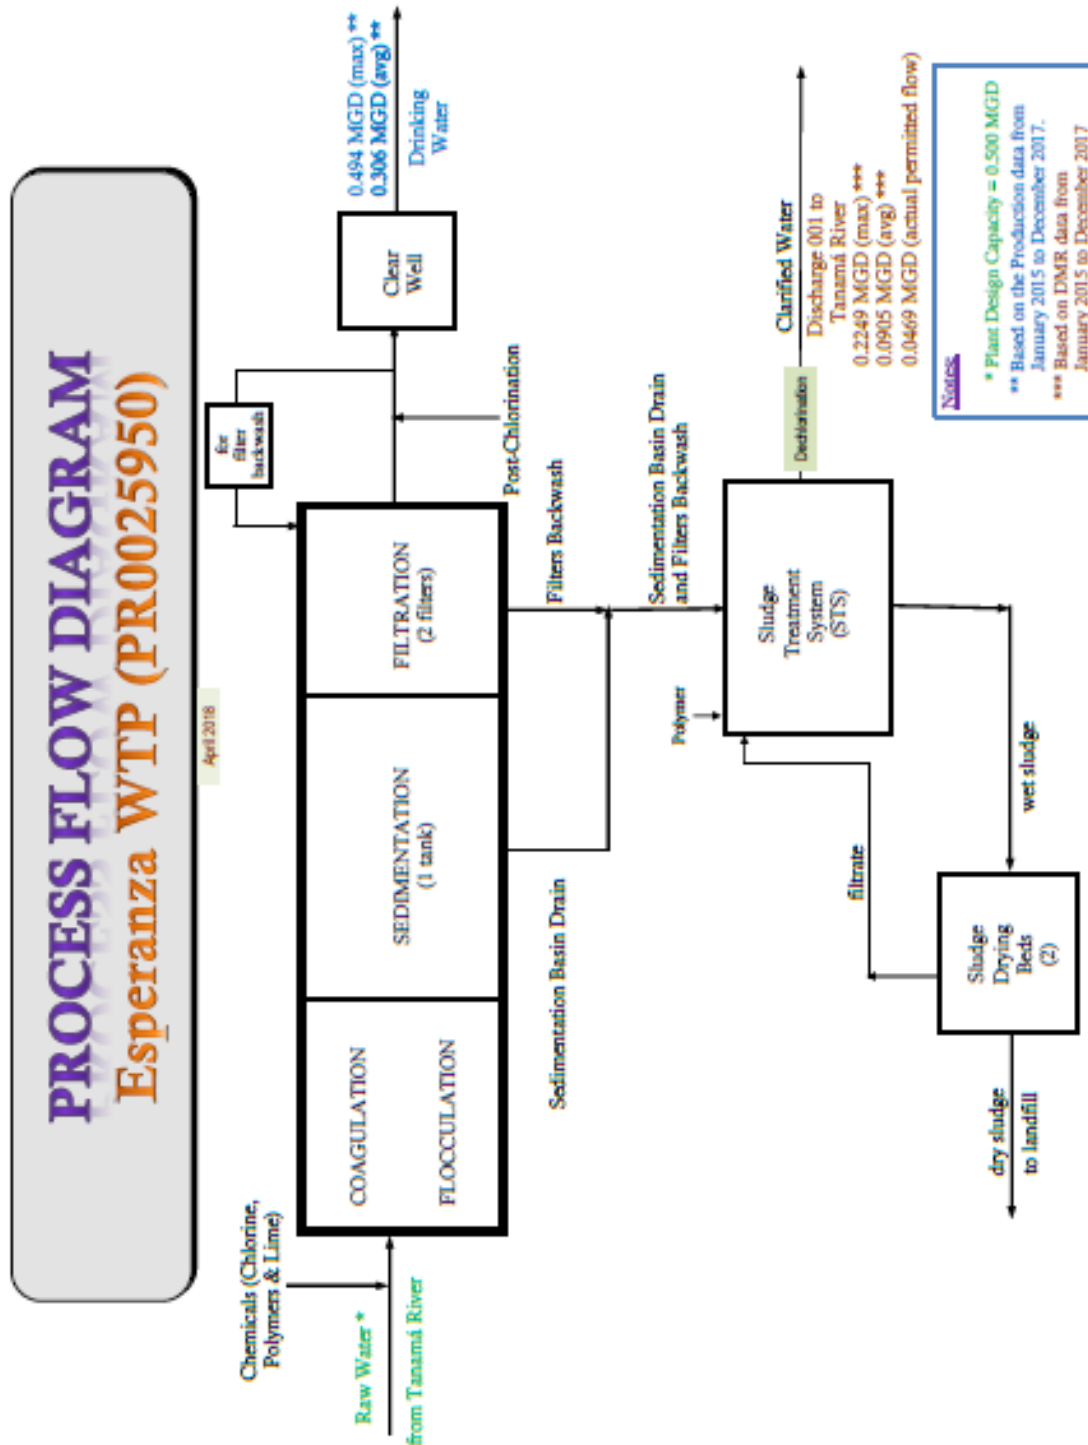 PROCESS FLOW DIAGRAM
Esperanza WTP (PR0025950)
April 2018
Chemicals (Chlorine,
Polymers & Lime)
Raw Water *
from Tanamá River
COAGULATION
FLOCCULATION
SEDIMENTATION
(1 tank)
FILTRATION
(2 filters)
for
filter
backwash
Clear
Well
0.494 MGD (max) **
0.306 MGD (avg) **
Drinking
Water
Post-Chlorination
Sedimentation Basin Drain
Filters Backwash
Sedimentation Basin Drain
and Filters Backwash
Polymer
Sludge
Treatment
System
(STS)
Dechlorination
Clarified Water
Discharge 001 to
Tanamá River
0.2249 MGD (max) ***
0.0905 MGD (avg) ***
0.0469 MGD (actual permitted flow)
filtrate
wet sludge
Sludge
Drying
Beds
(2)
dry sludge
to landfill
Notes:
* Plant Design Capacity = 0.500 MGD
** Based on the Production data from
January 2015 to December 2017.
*** Based on DMR data from
January 2015 to December 2017